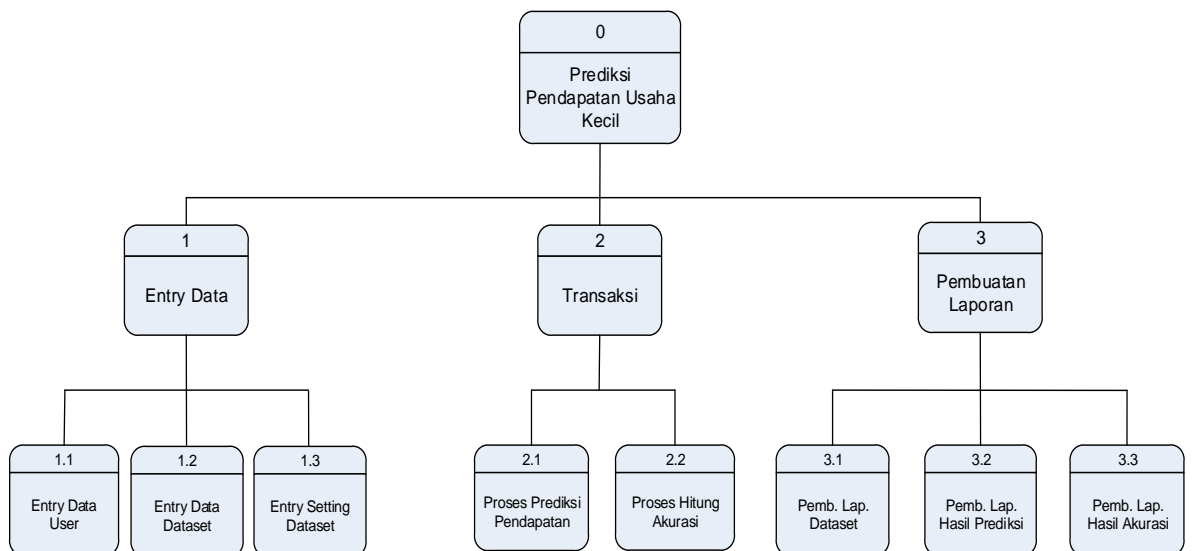 0
Prediksi
Pendapatan Usaha
Kecil
1
Entry Data
2
Transaksi
3
Pembuatan
Laporan
1.1
Entry Data
User
1.2
Entry Data
Dataset
1.3
Entry Setting
Dataset
2.1
Proses Prediksi
Pendapatan
2.2
Proses Hitung
Akurasi
3.1
Pemb. Lap.
Dataset
3.2
Pemb. Lap.
Hasil Prediksi
3.3
Pemb. Lap.
Hasil Akurasi